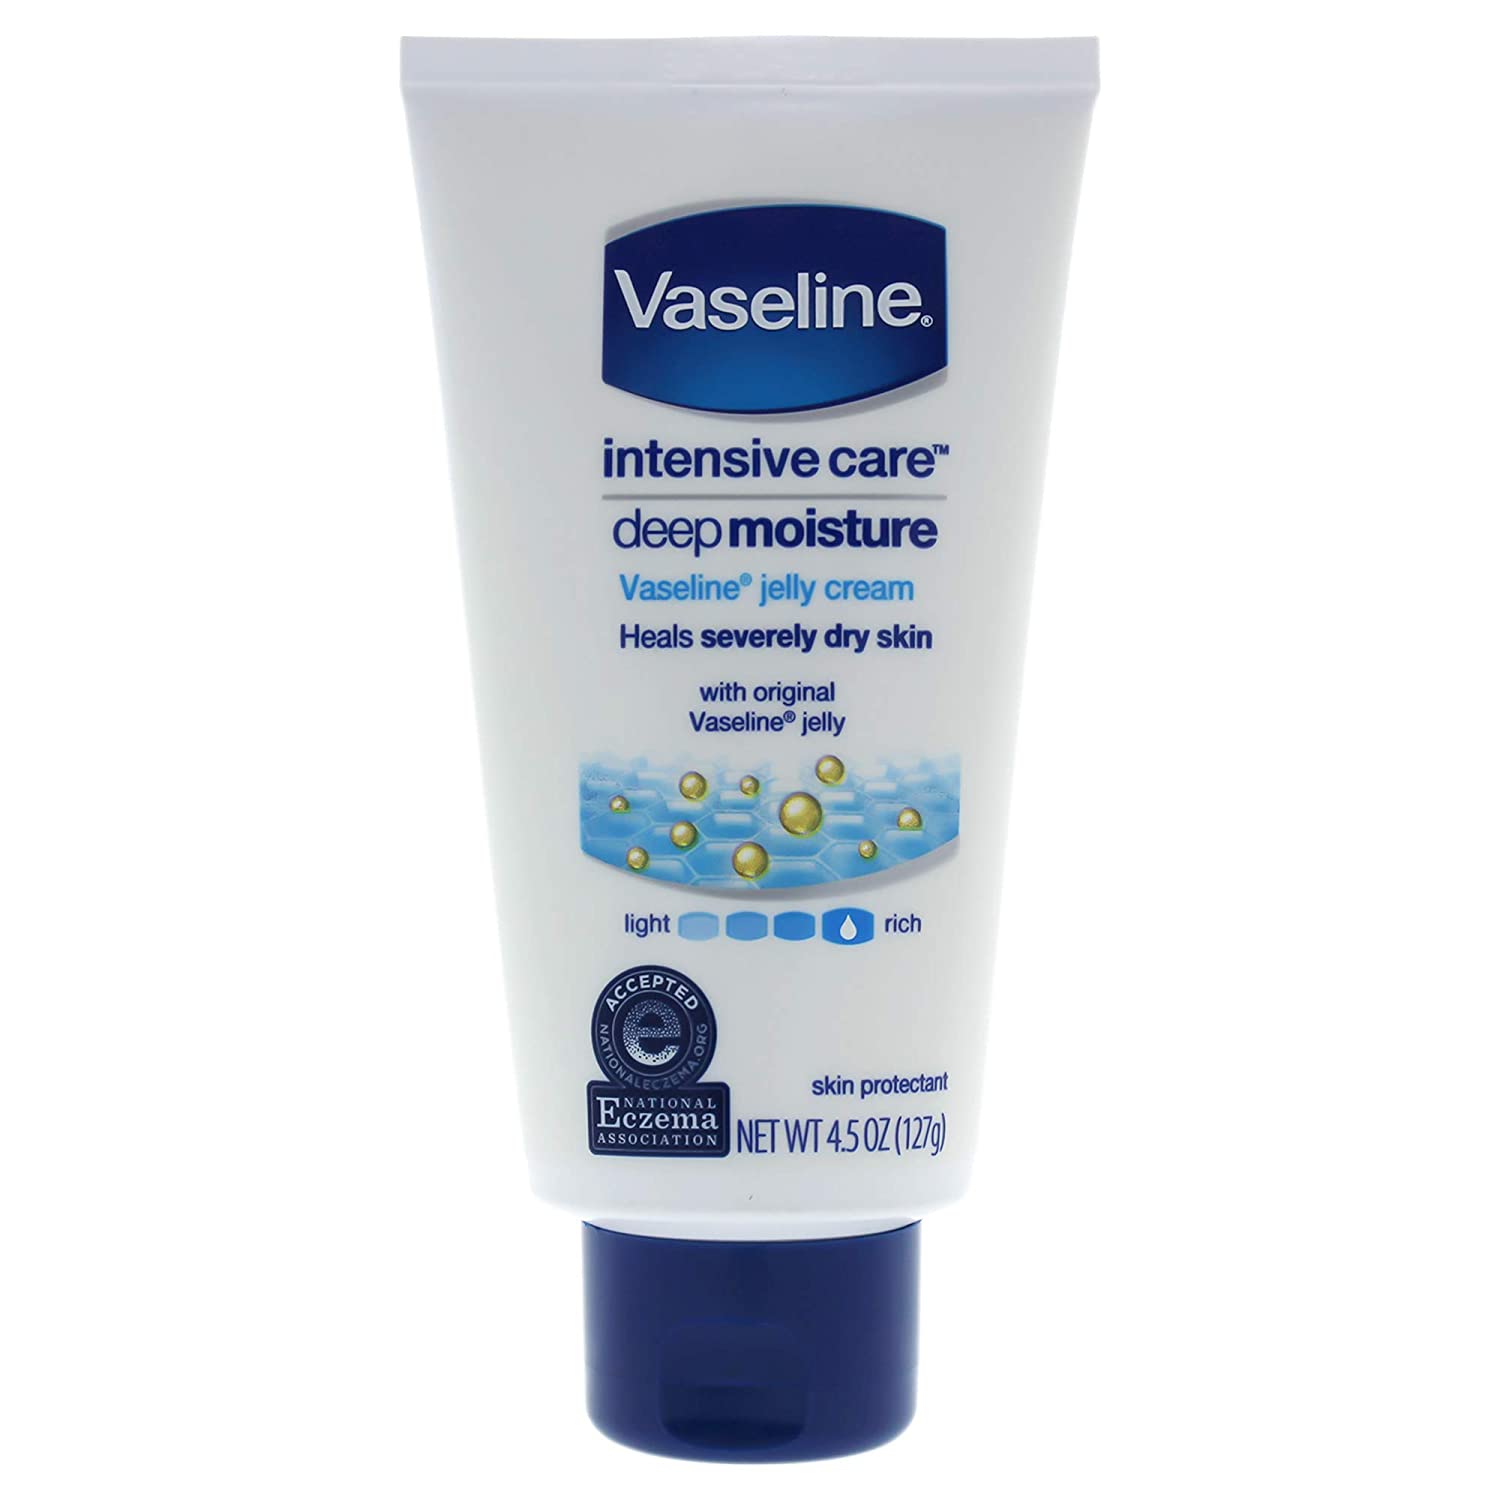 Vaseline®
intensive care™
deep moisture
Vaseline® jelly cream
Heals severely dry skin
with original
Vaseline® jelly
light rich
ACCEPTED
e
NATIONALECZEMA.ORG
NATIONAL
Eczema
ASSOCIATION
skin protectant
NET WT 4.5 OZ (127g)